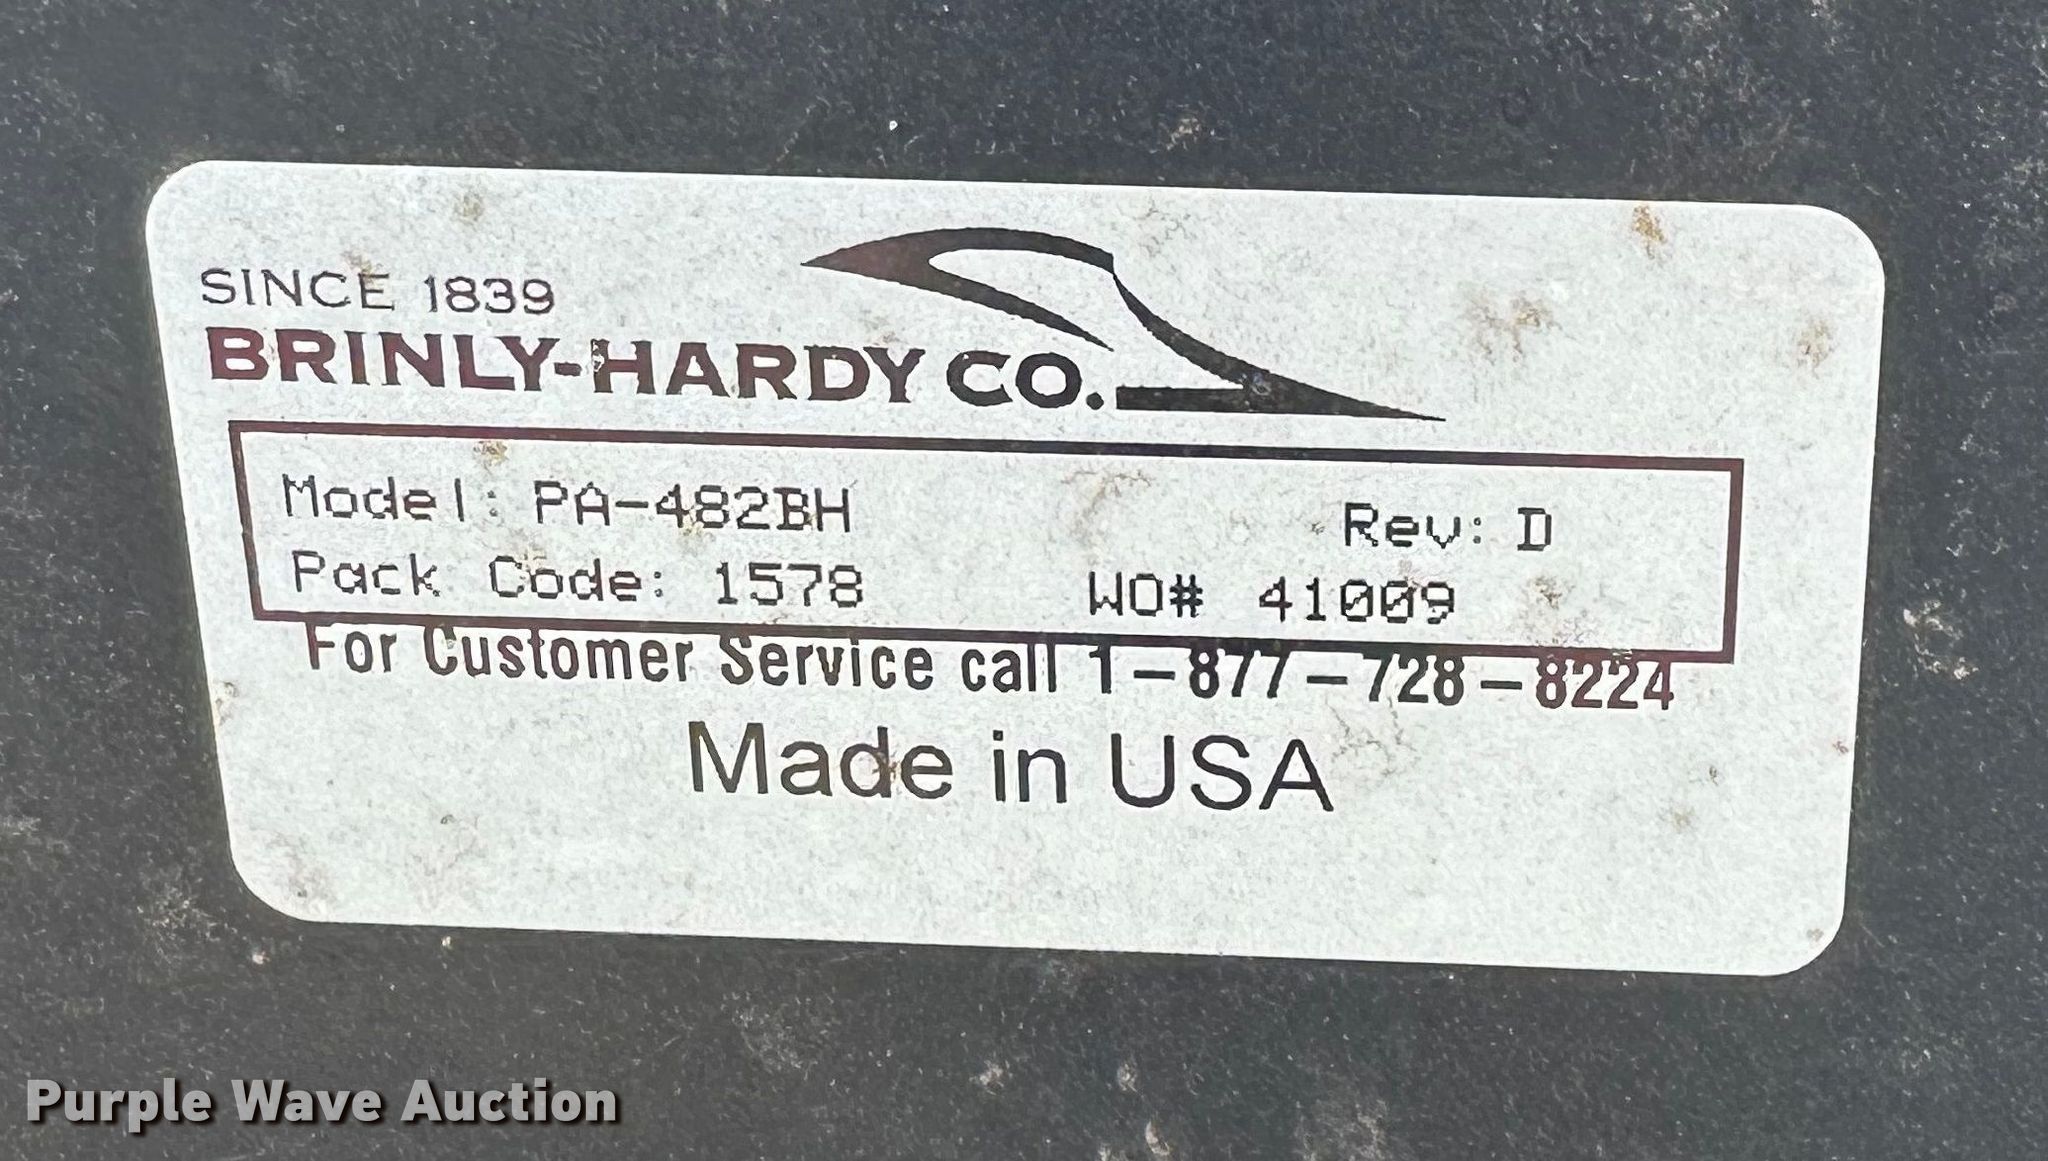 SINCE 1839
BRINLY-HARDY CO.
Model: PA-482BH Rev: D
Pack Code: 1578 WO# 41009
For Customer Service call 1-877-728-8224
Made in USA
Purple Wave Auction